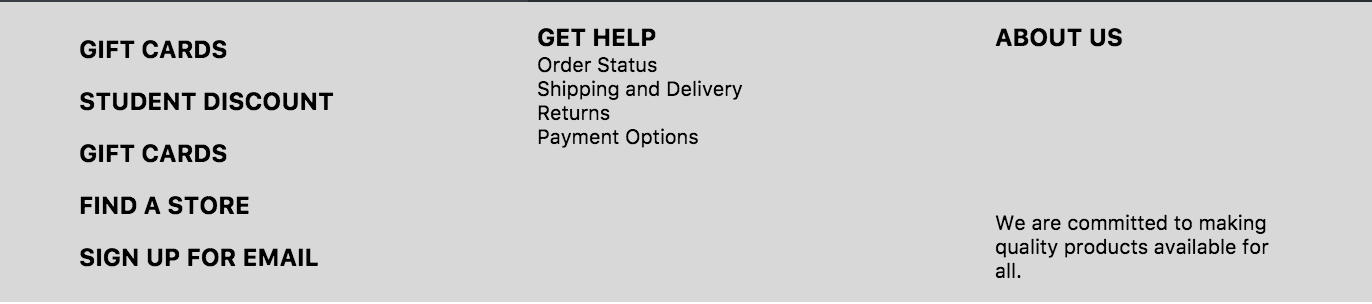 GIFT CARDS
STUDENT DISCOUNT
GIFT CARDS
FIND A STORE
SIGN UP FOR EMAIL
GET HELP
Order Status
Shipping and Delivery
Returns
Payment Options
ABOUT US
We are committed to making
quality products available for
all.